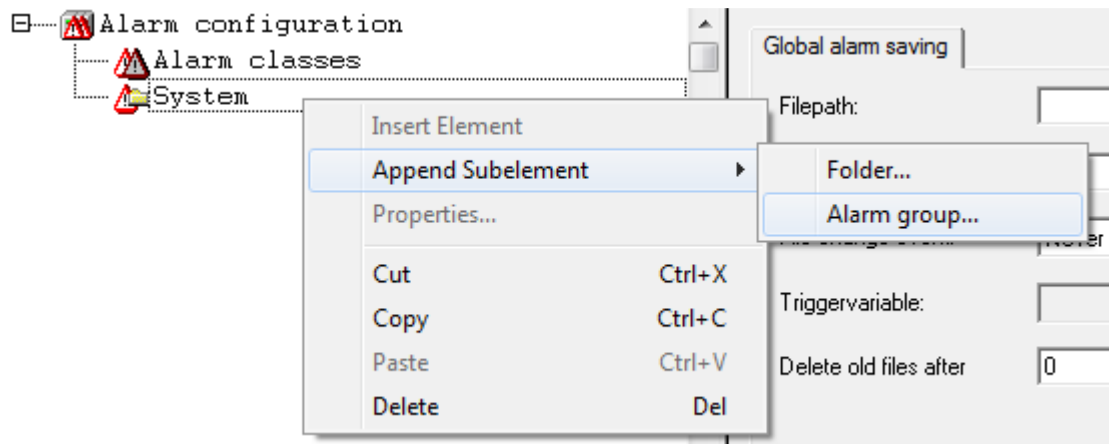 Alarm configuration
Alarm classes
System
Insert Element
Append Subelement
Properties...
Cut Ctrl+X
Copy Ctrl+C
Paste Ctrl+V
Delete Del
Folder...
Alarm group...
Global alarm saving
Filepath:
Triggervariable:
Delete old files after 0